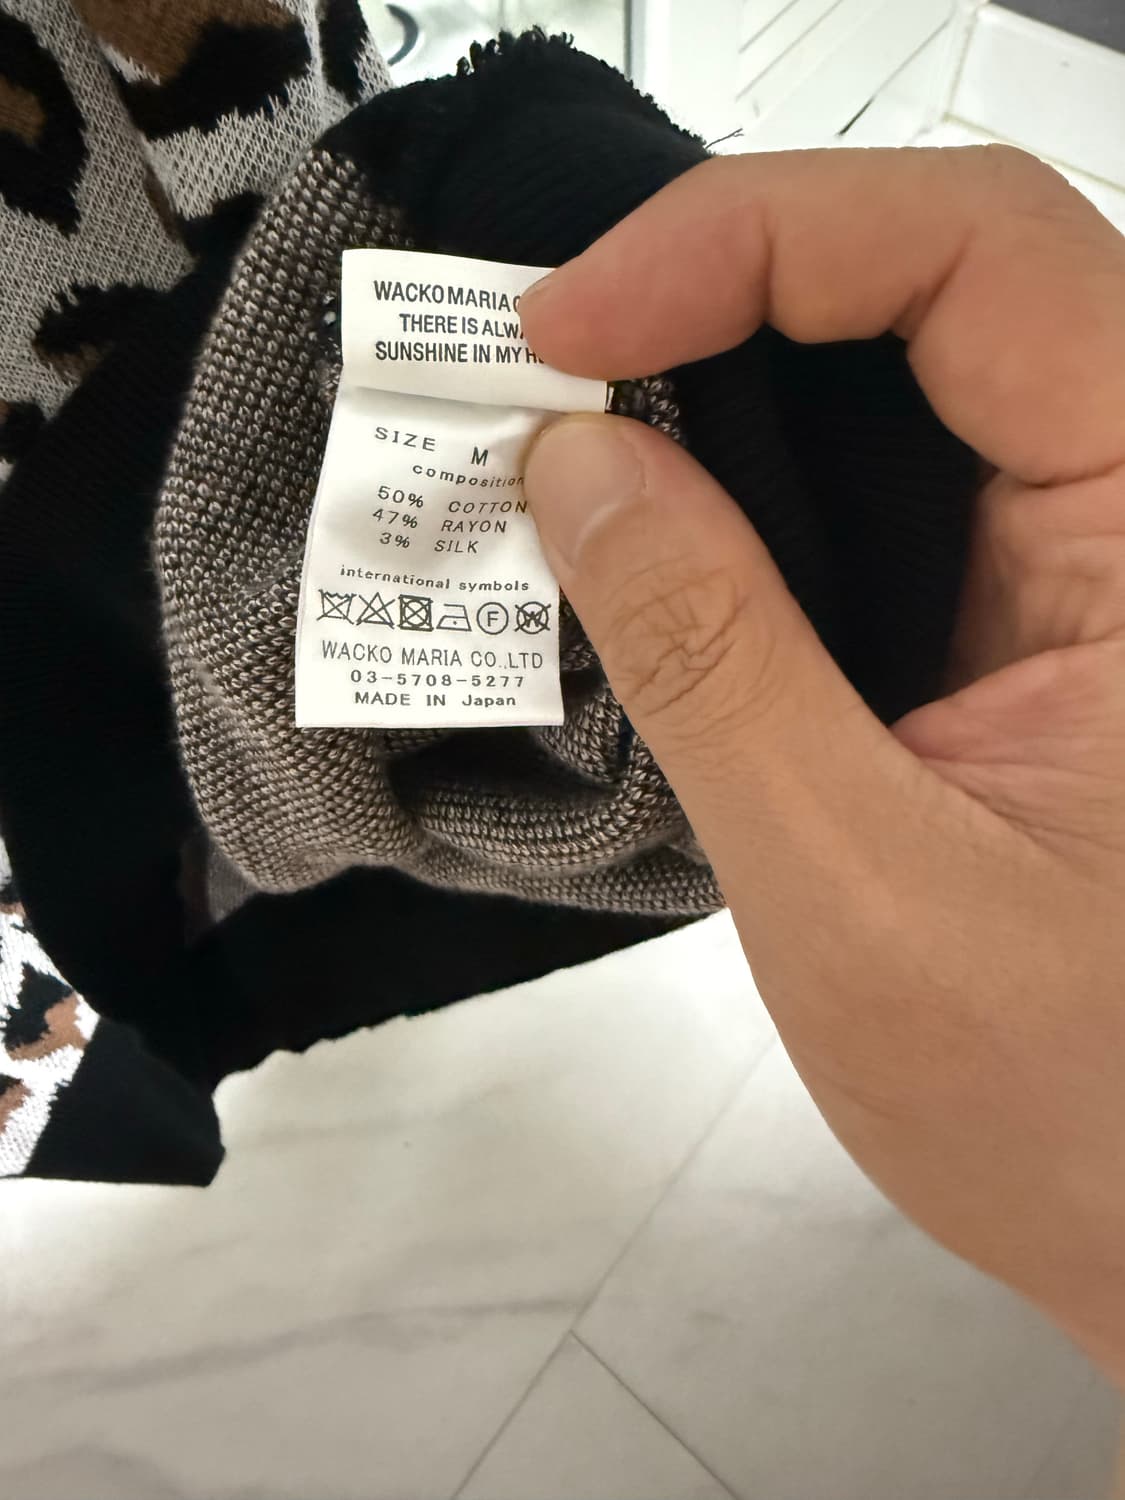 WACKO MARIA
THERE IS
SUNSHINE IN MY
SIZE M
composition
50% COTTON
47% RAYON
3% SILK
international symbols
F W
WACKO MARIA CO.,LTD
03-5708-5277
MADE IN Japan